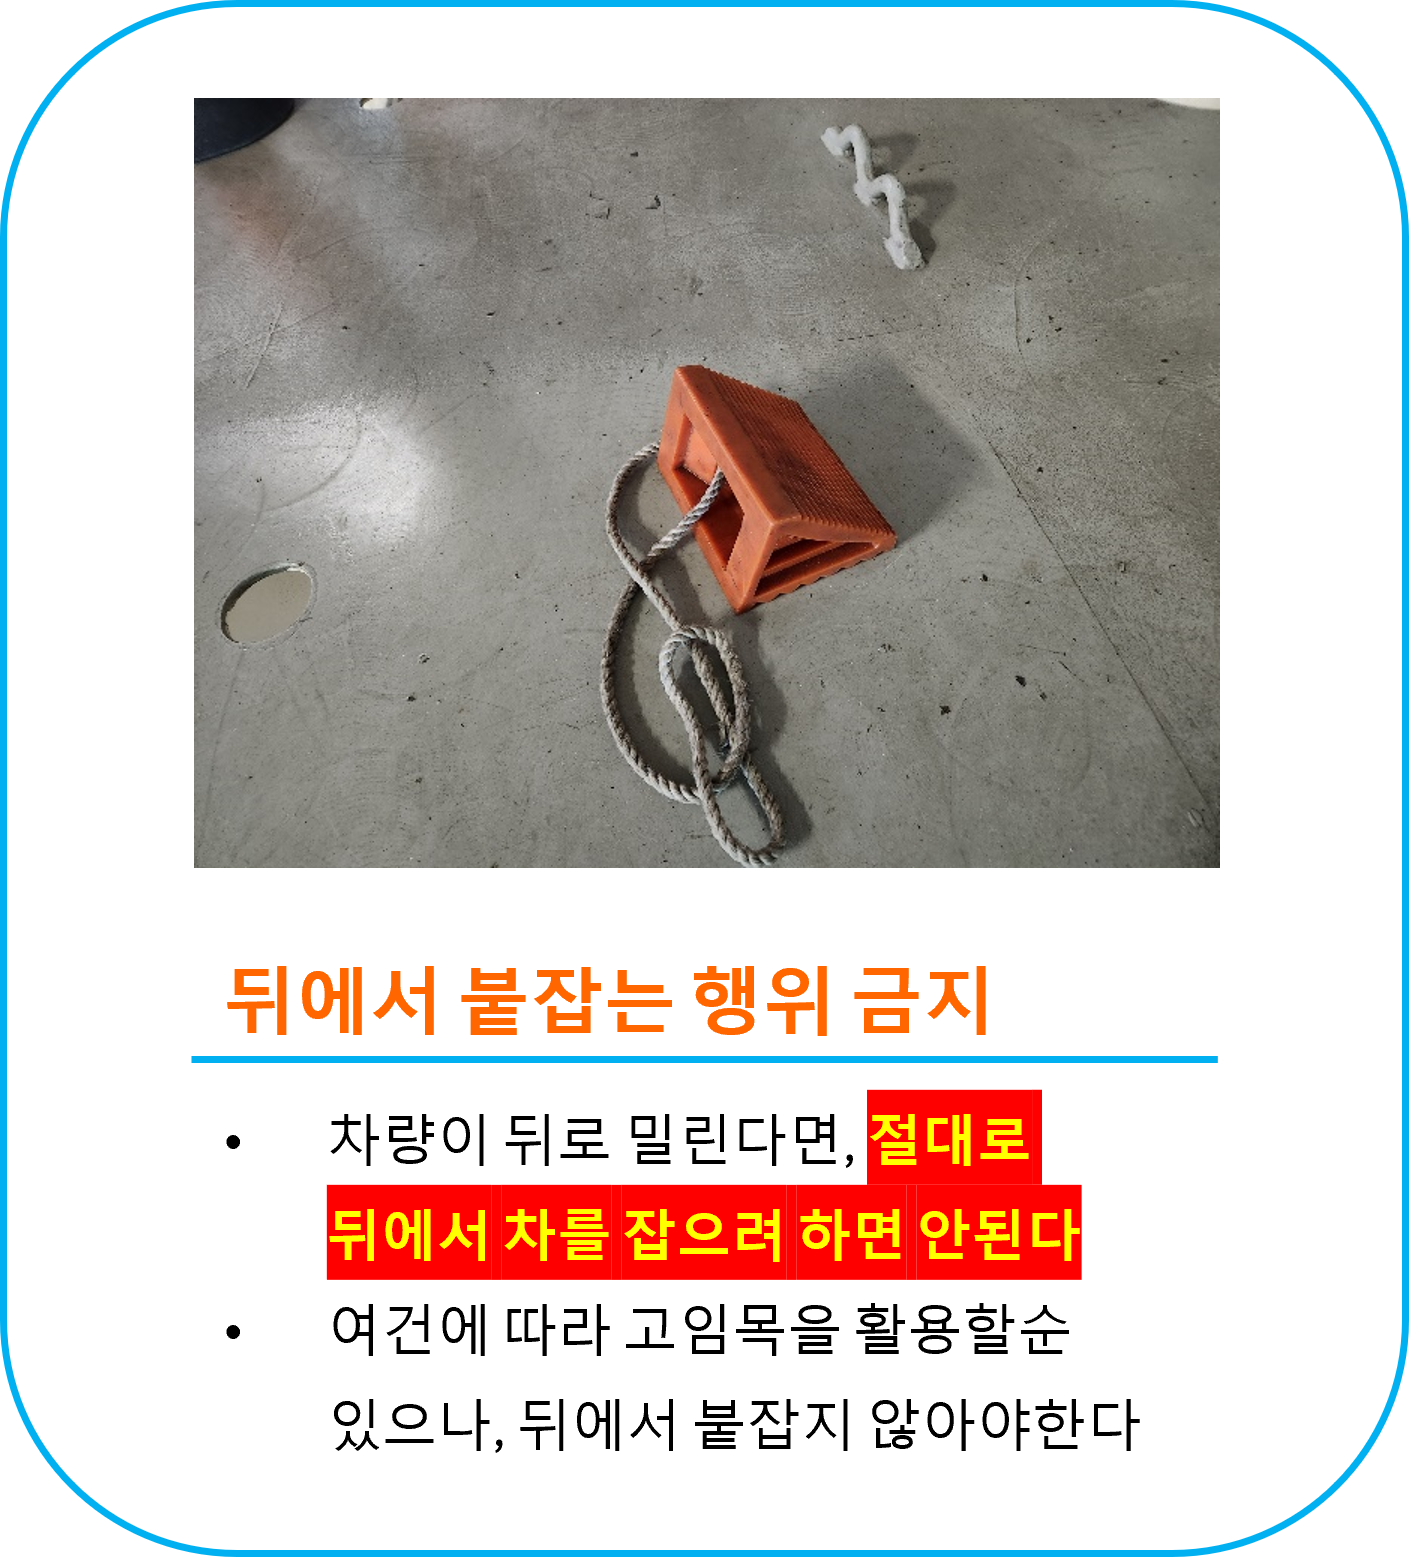 뒤에서 붙잡는 행위 금지
• 차량이 뒤로 밀린다면, 절대로
뒤에서 차를 잡으려 하면 안된다
• 여건에 따라 고임목을 활용할순
있으나, 뒤에서 붙잡지 않아야한다